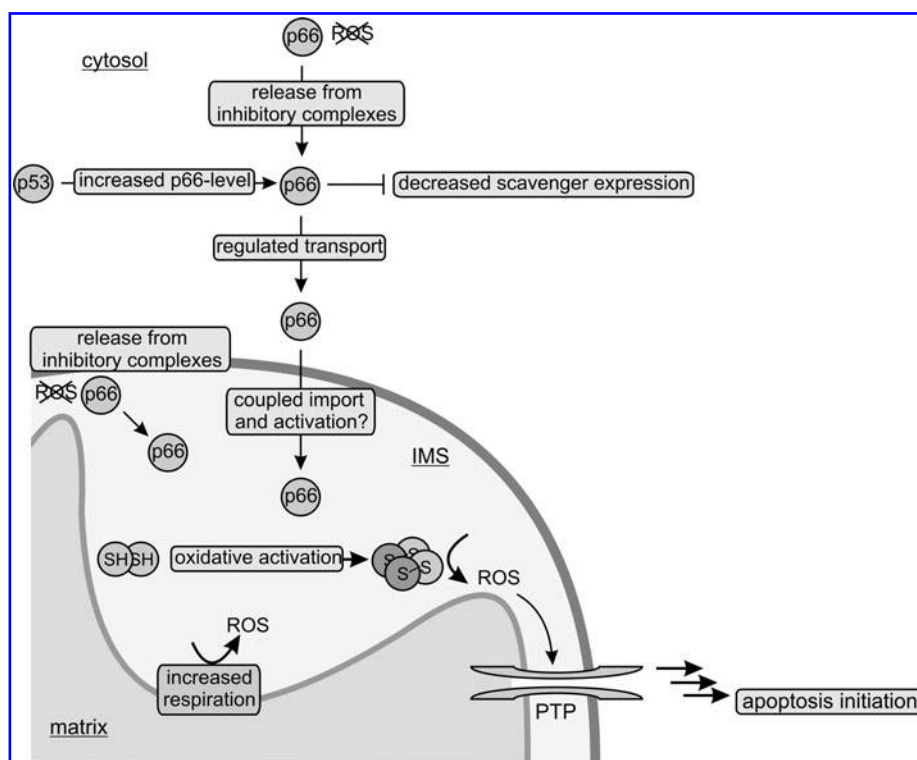 p66 ROS
cytosol
release from
inhibitory complexes
p53 increased p66-level p66 decreased scavenger expression
regulated transport
p66
release from
inhibitory complexes
ROS p66
coupled import
and activation?
p66
IMS
p66
SH SH oxidative activation S S S S ROS
ROS
increased
respiration
PTP
apoptosis initiation
matrix